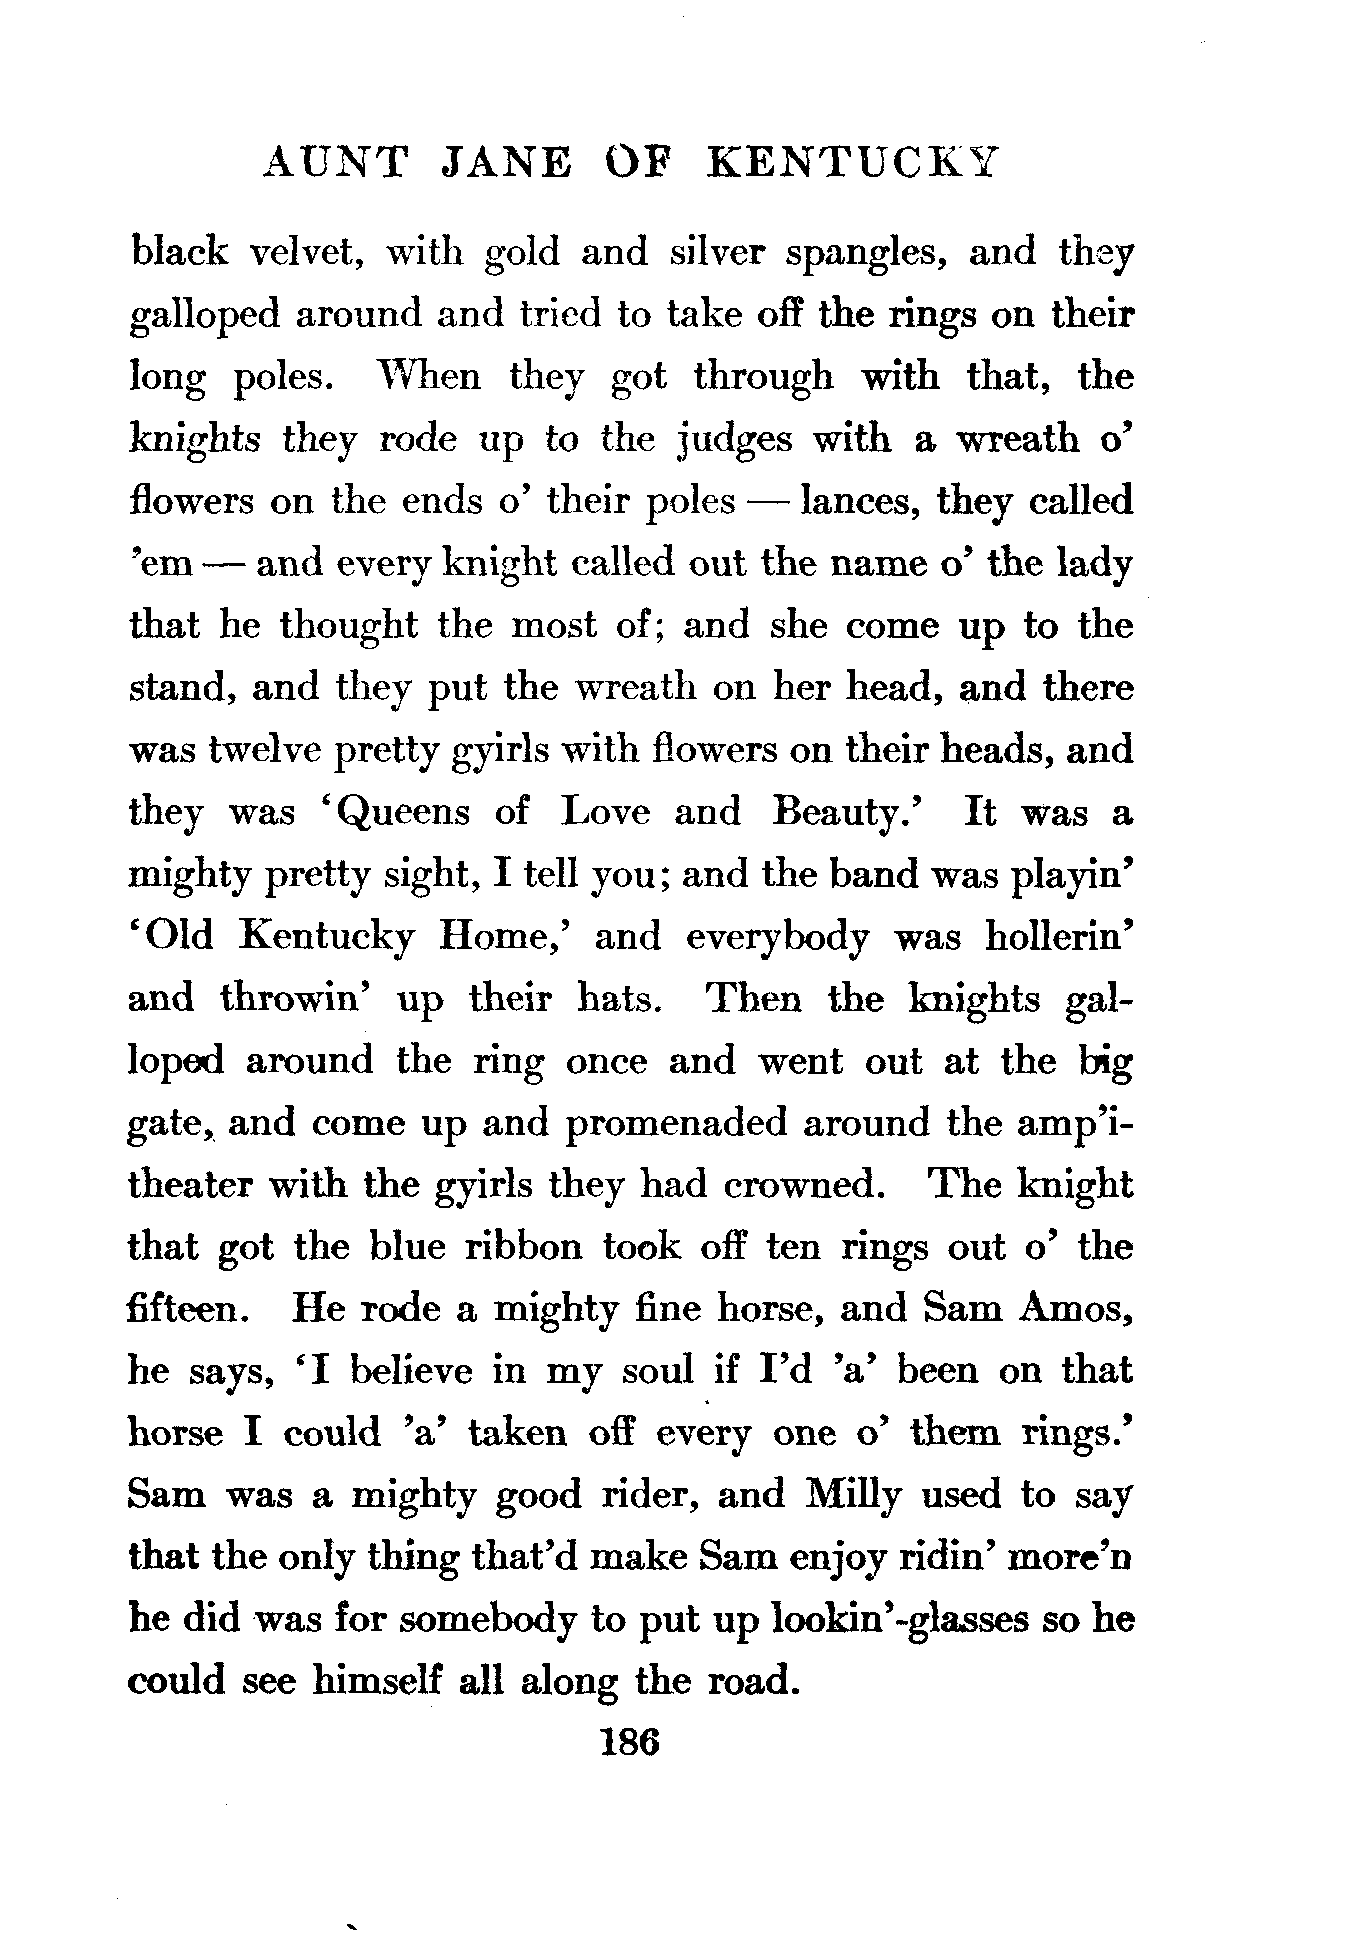 AUNT JANE OF KENTUCKY
black velvet, with gold and silver spangles, and they
galloped around and tried to take off the rings on their
long poles. When they got through with that, the
knights they rode up to the judges with a wreath o’
flowers on the ends o’ their poles — lances, they called
’em — and every knight called out the name o’ the lady
that he thought the most of; and she come up to the
stand, and they put the wreath on her head, and there
was twelve pretty gyirls with flowers on their heads, and
they was ‘Queens of Love and Beauty.’ It was a
mighty pretty sight, I tell you; and the band was playin’
‘Old Kentucky Home,’ and everybody was hollerin’
and throwin’ up their hats. Then the knights gal-
loped around the ring once and went out at the big
gate, and come up and promenaded around the amp’i-
theater with the gyirls they had crowned. The knight
that got the blue ribbon took off ten rings out o’ the
fifteen. He rode a mighty fine horse, and Sam Amos,
he says, ‘I believe in my soul if I’d ’a’ been on that
horse I could ’a’ taken off every one o’ them rings.’
Sam was a mighty good rider, and Milly used to say
that the only thing that’d make Sam enjoy ridin’ more’n
he did was for somebody to put up lookin’-glasses so he
could see himself all along the road.
186